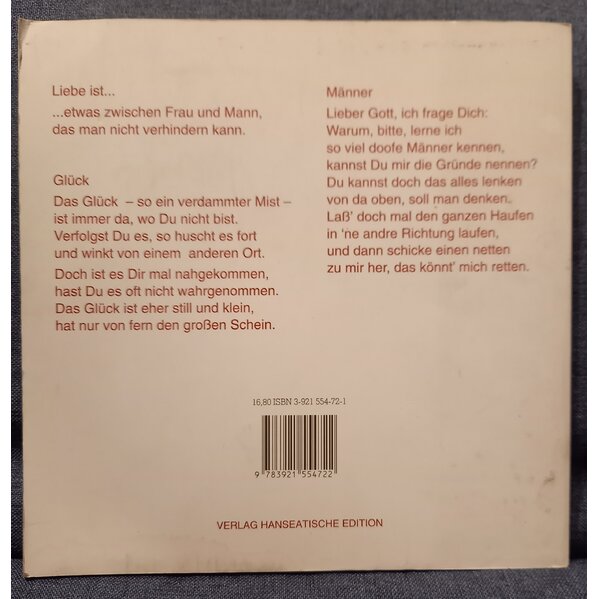 Liebe ist...
...etwas zwischen Frau und Mann,
das man nicht verhindern kann.
Glück
Das Glück – so ein verdammter Mist –
ist immer da, wo Du nicht bist.
Verfolgst Du es, so huscht es fort
und winkt von einem anderen Ort.
Doch ist es Dir mal nahgekommen,
hast Du es oft nicht wahrgenommen.
Das Glück ist eher still und klein,
hat nur von fern den großen Schein.
Männer
Lieber Gott, ich frage Dich:
Warum, bitte, lerne ich
so viel doofe Männer kennen,
kannst Du mir die Gründe nennen?
Du kannst doch das alles lenken
von da oben, soll man denken.
Laß' doch mal den ganzen Haufen
in 'ne andre Richtung laufen,
und dann schicke einen netten
zu mir her, das könnt' mich retten.
16,80 ISBN 3-921 554-72-1
9 783921 554722
VERLAG HANSEATISCHE EDITION